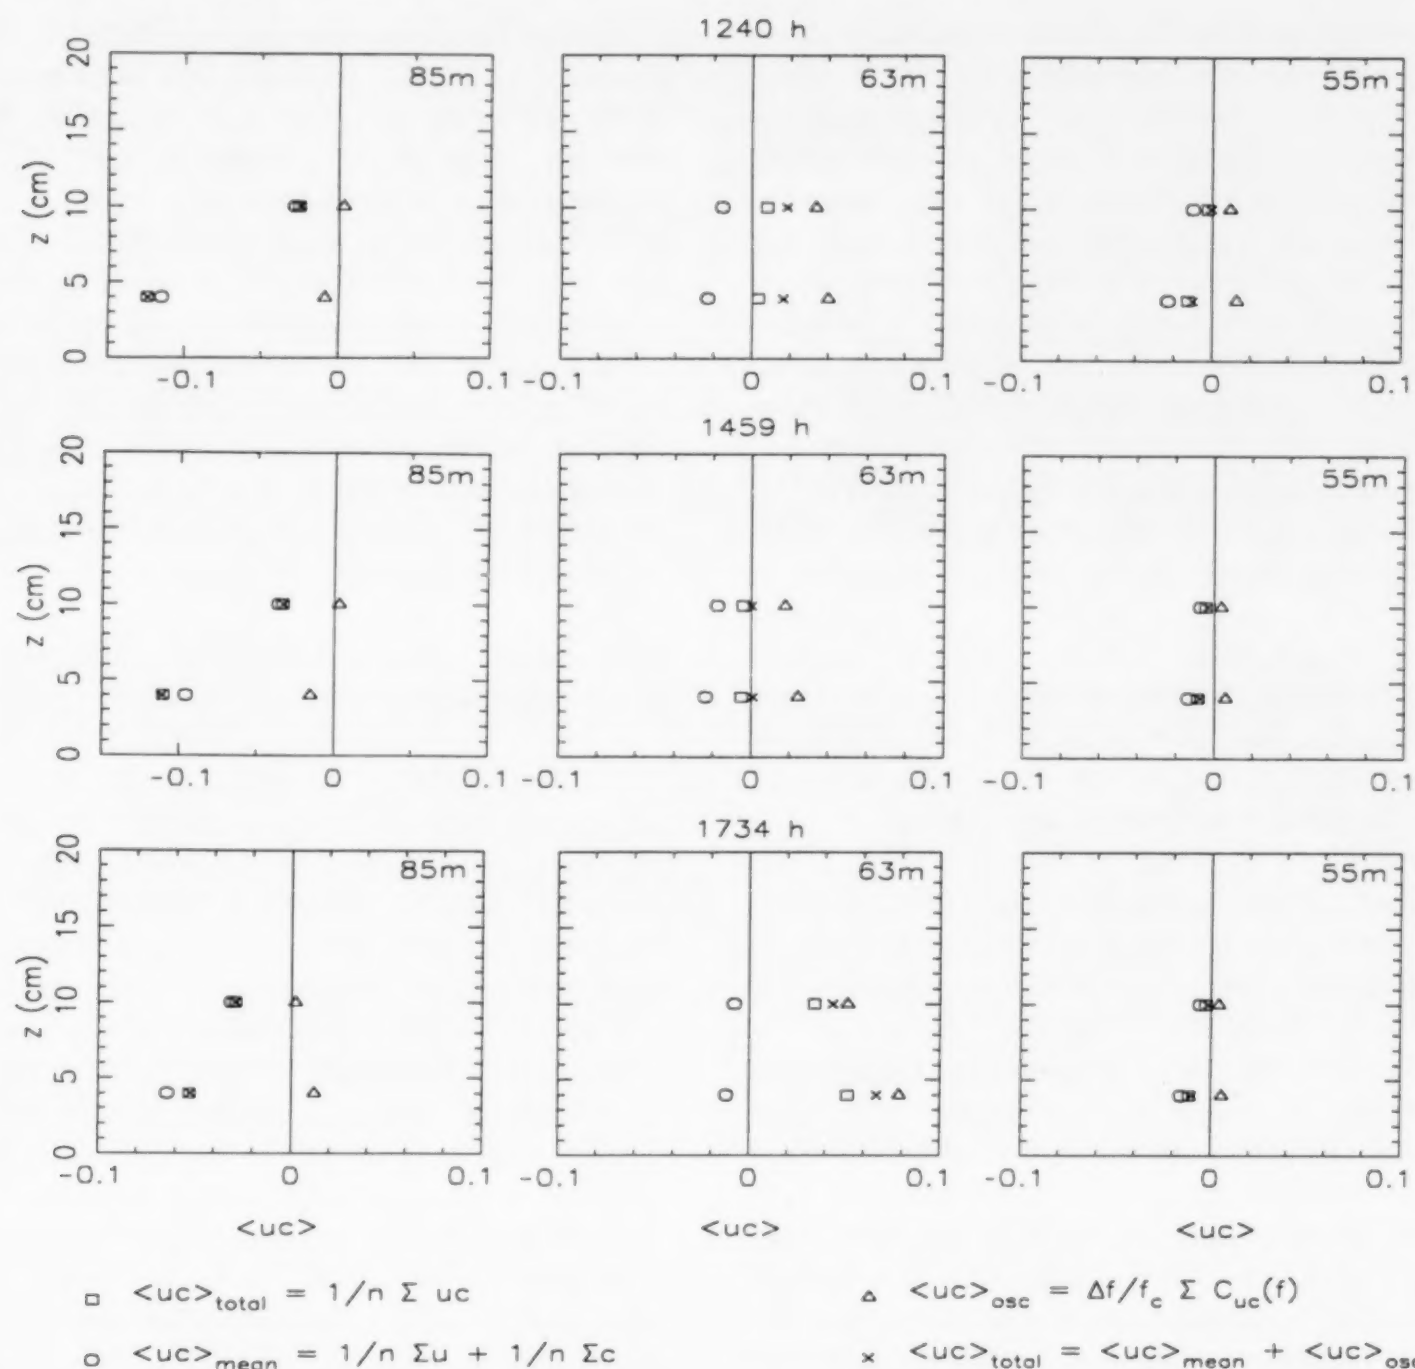 1240 h
85m
63m
55m
20
15
10
5
0
z (cm)
-0.1 0 0.1
-0.1 0 0.1
-0.1 0 0.1
1459 h
85m
63m
55m
20
15
10
5
0
z (cm)
-0.1 0 0.1
-0.1 0 0.1
-0.1 0 0.1
1734 h
85m
63m
55m
20
15
10
5
0
z (cm)
-0.1 0 0.1
-0.1 0 0.1
-0.1 0 0.1
<uc> <uc> <uc>
□ <uc>total = 1/n Σ uc
△ <uc>osc = Δf/fc Σ Cuc(f)
○ <uc>mean = 1/n Σu + 1/n Σc
× <uc>total = <uc>mean + <uc>os